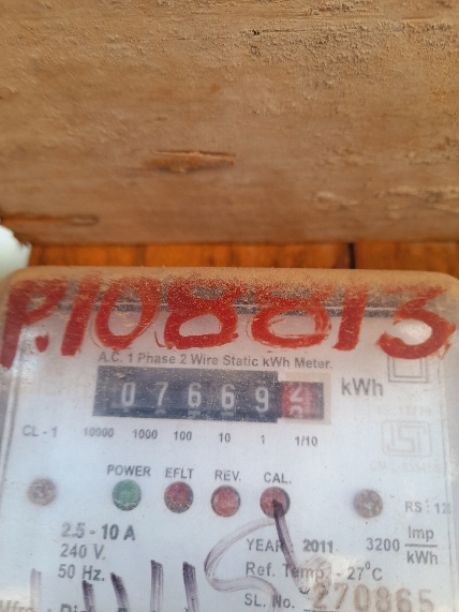 P.108813
A.C. 1 Phase 2 Wire Static kWh Meter.
07669 kWh
CL - 1 10000 1000 100 10 1 1/10
POWER EFLT REV. CAL.
2.5 - 10 A
240 V.
50 Hz.
YEAR : 2011 3200 Imp/kWh
Ref. Temp. - 27°C
SL. No. 270865